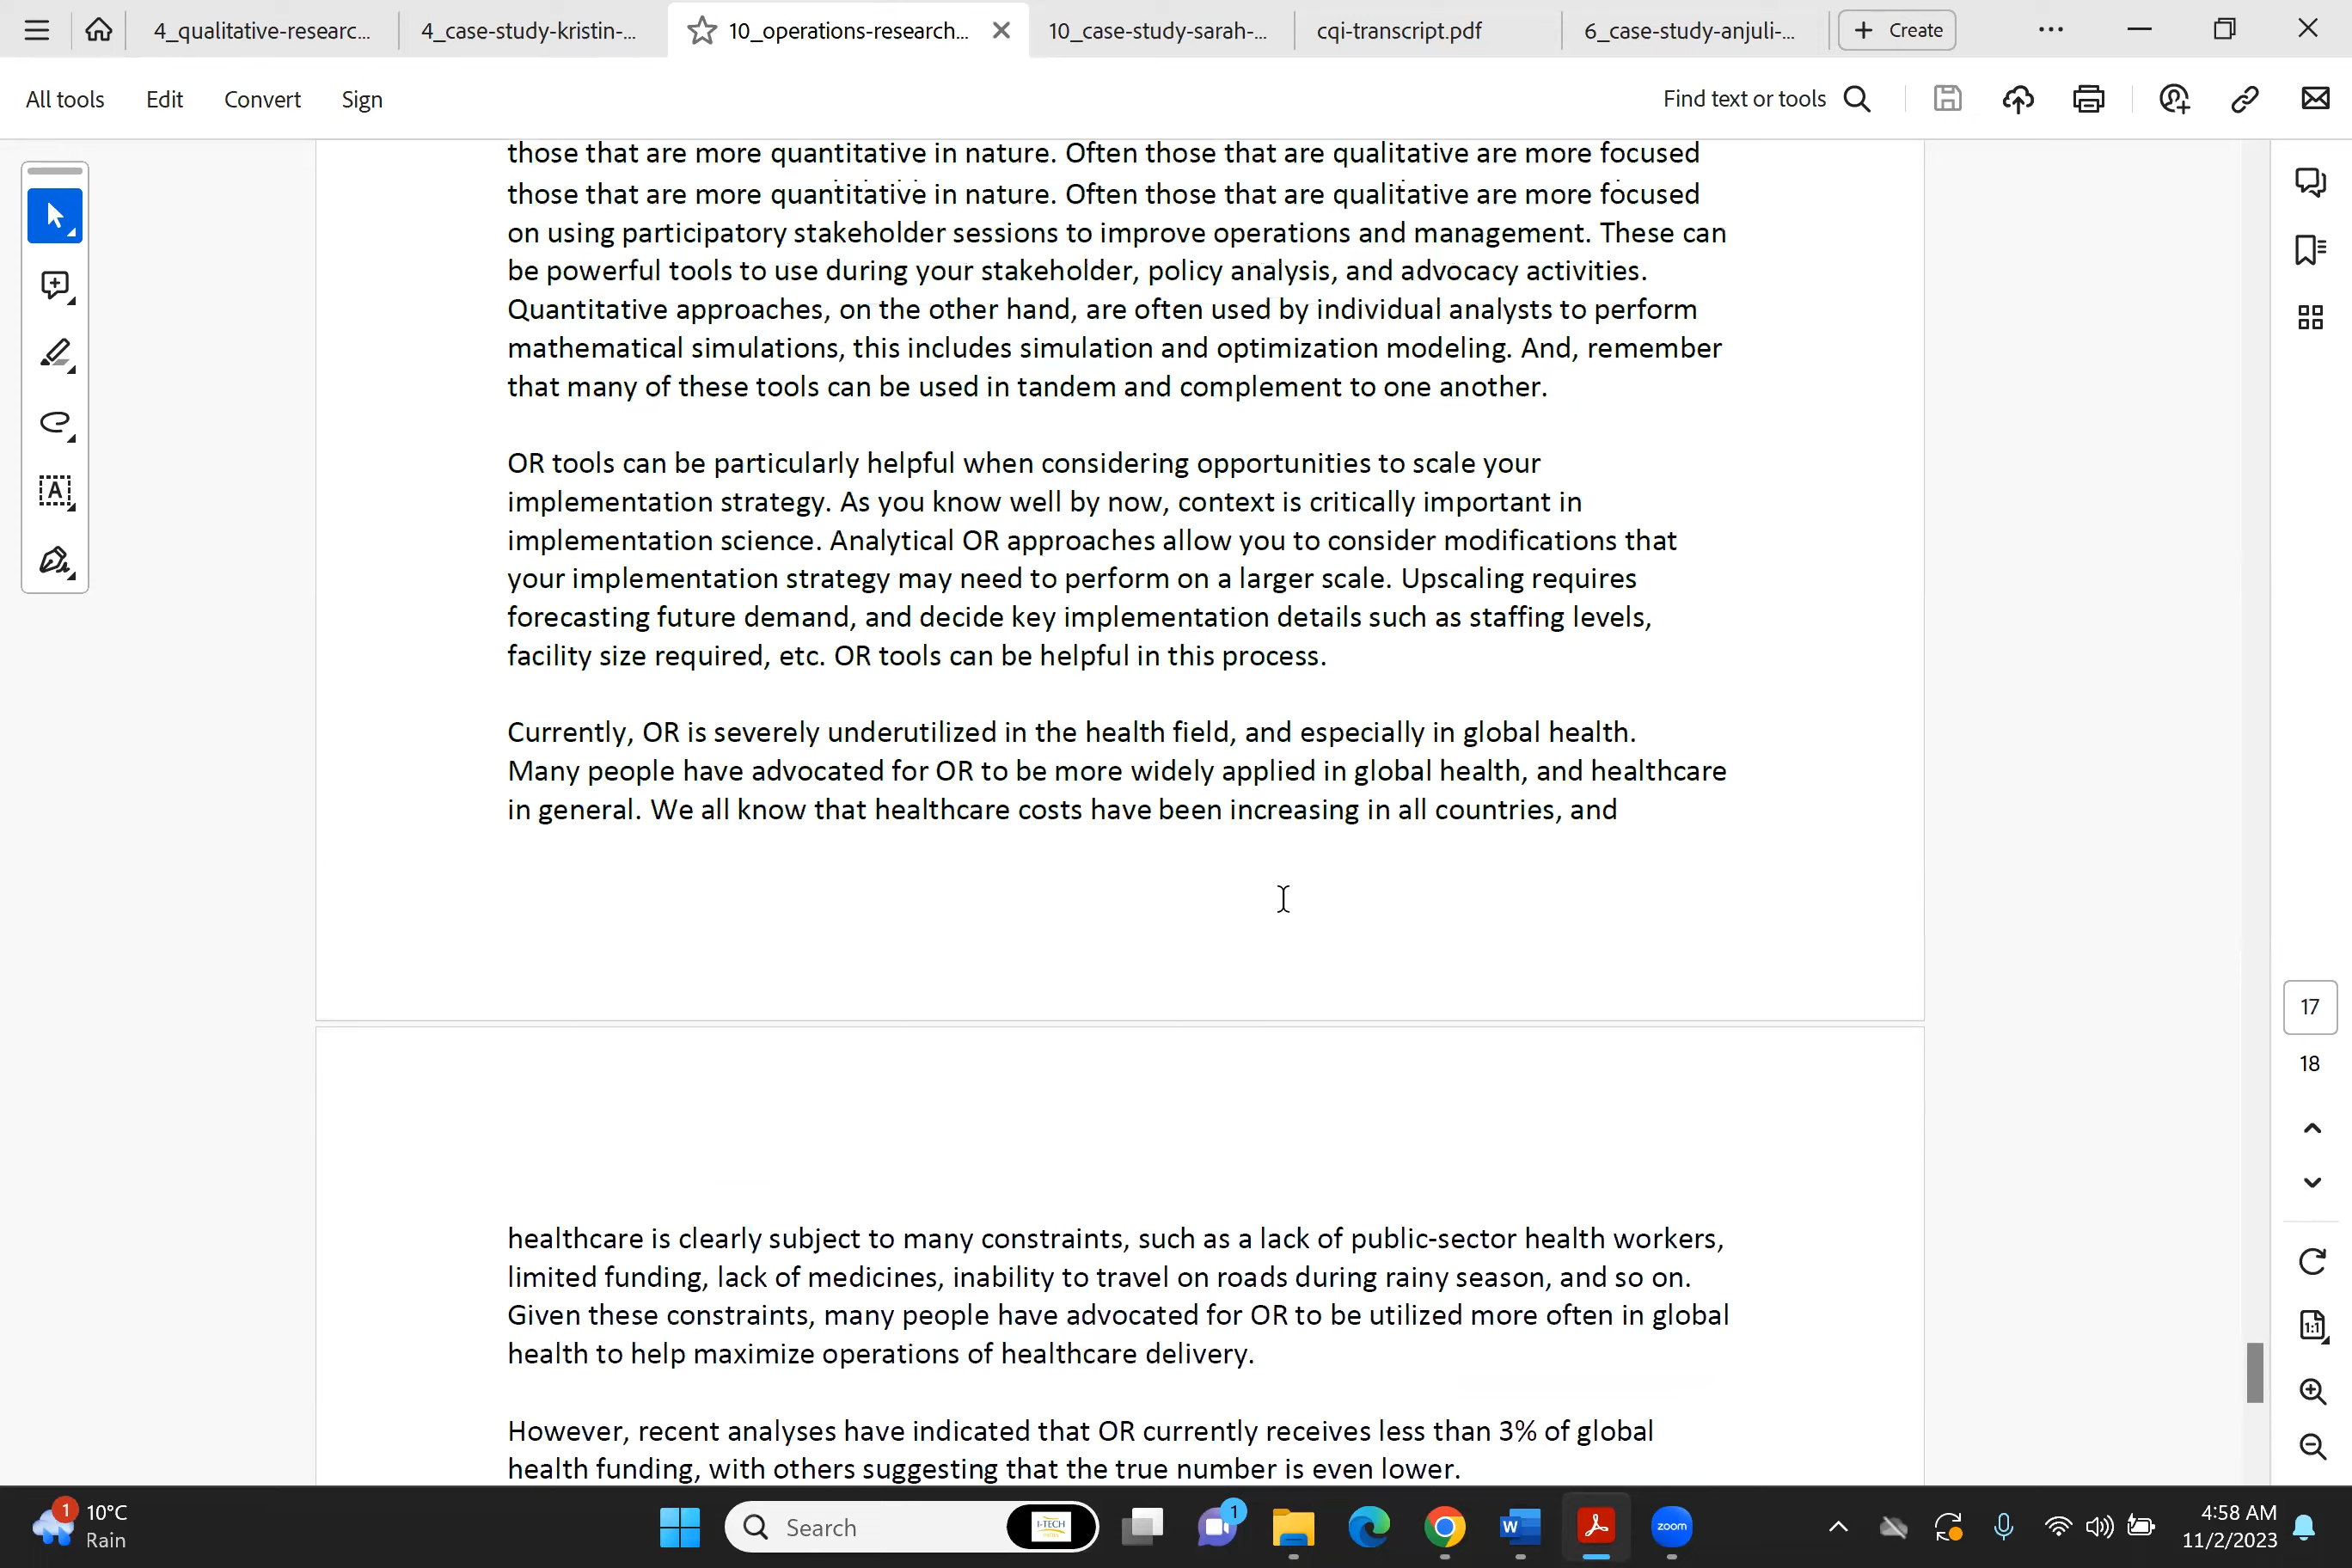 4_qualitative-researc...
4_case-study-kristin-...
10_operations-research...
10_case-study-sarah-...
cqi-transcript.pdf
6_case-study-anjuli-...
Create
All tools
Edit
Convert
Sign
Find text or tools
those that are more quantitative in nature. Often those that are qualitative are more focused
those that are more quantitative in nature. Often those that are qualitative are more focused
on using participatory stakeholder sessions to improve operations and management. These can
be powerful tools to use during your stakeholder, policy analysis, and advocacy activities.
Quantitative approaches, on the other hand, are often used by individual analysts to perform
mathematical simulations, this includes simulation and optimization modeling. And, remember
that many of these tools can be used in tandem and complement to one another.
OR tools can be particularly helpful when considering opportunities to scale your
implementation strategy. As you know well by now, context is critically important in
implementation science. Analytical OR approaches allow you to consider modifications that
your implementation strategy may need to perform on a larger scale. Upscaling requires
forecasting future demand, and decide key implementation details such as staffing levels,
facility size required, etc. OR tools can be helpful in this process.
Currently, OR is severely underutilized in the health field, and especially in global health.
Many people have advocated for OR to be more widely applied in global health, and healthcare
in general. We all know that healthcare costs have been increasing in all countries, and
17
18
healthcare is clearly subject to many constraints, such as a lack of public-sector health workers,
limited funding, lack of medicines, inability to travel on roads during rainy season, and so on.
Given these constraints, many people have advocated for OR to be utilized more often in global
health to help maximize operations of healthcare delivery.
1:1
However, recent analyses have indicated that OR currently receives less than 3% of global
health funding, with others suggesting that the true number is even lower.
1
10°C
Rain
Search
I-TECH
1
W
zoom
4:58 AM
11/2/2023